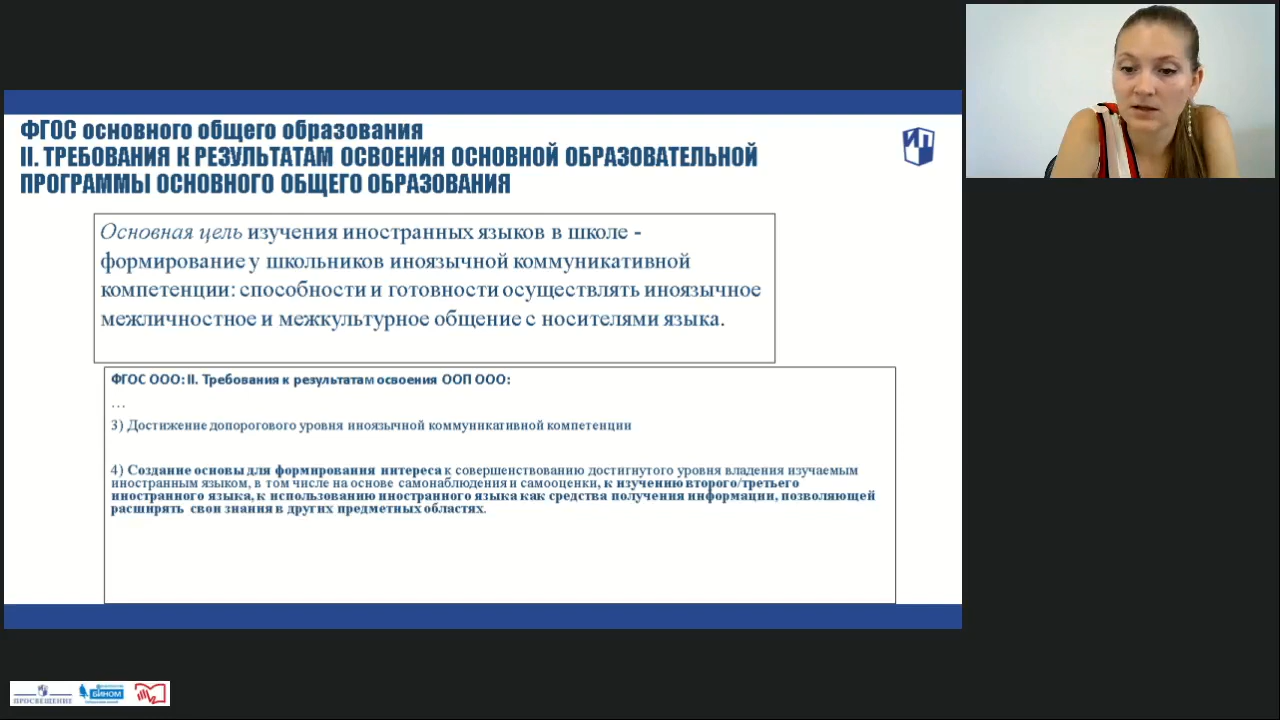 ФГОС основного общего образования
II. ТРЕБОВАНИЯ К РЕЗУЛЬТАТАМ ОСВОЕНИЯ ОСНОВНОЙ ОБРАЗОВАТЕЛЬНОЙ
ПРОГРАММЫ ОСНОВНОГО ОБЩЕГО ОБРАЗОВАНИЯ
ИП
Основная цель изучения иностранных языков в школе -
формирование у школьников иноязычной коммуникативной
компетенции: способности и готовности осуществлять иноязычное
межличностное и межкультурное общение с носителями языка.
ФГОС ООО: II. Требования к результатам освоения ООП ООО:
...
3) Достижение допорогового уровня иноязычной коммуникативной компетенции
4) Создание основы для формирования интереса к совершенствованию достигнутого уровня владения изучаемым
иностранным языком, в том числе на основе самонаблюдения и самооценки, к изучению второго/третьего
иностранного языка, к использованию иностранного языка как средства получения информации, позволяющей
расширять свои знания в других предметных областях.
ПРОСВЕЩЕНИЕ
БИНОМ